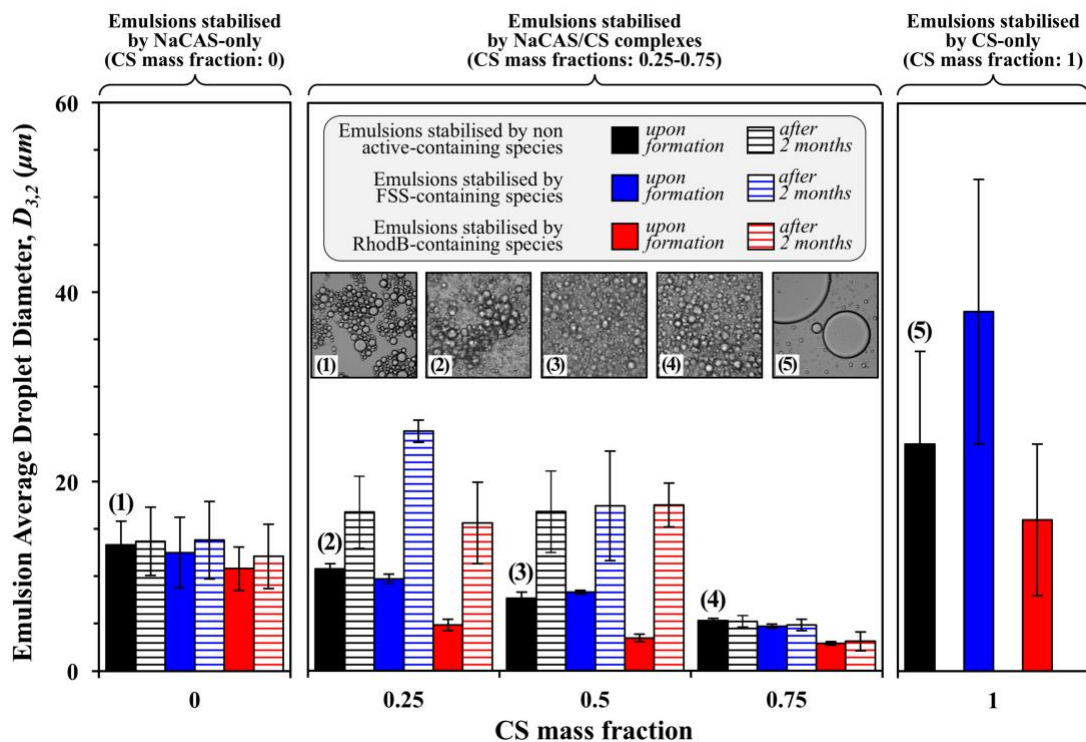 Emulsions stabilised
by NaCAS-only
(CS mass fraction: 0)
Emulsions stabilised
by NaCAS/CS complexes
(CS mass fractions: 0.25-0.75)
Emulsions stabilised
by CS-only
(CS mass fraction: 1)
Emulsion Average Droplet Diameter, D3,2 (μm)
60
40
20
0
Emulsions stabilised by non
active-containing species
upon
formation
after
2 months
Emulsions stabilised by
FSS-containing species
upon
formation
after
2 months
Emulsions stabilised by
RhodB-containing species
upon
formation
after
2 months
(1)
(2)
(3)
(4)
(5)
(1)
(2)
(3)
(4)
(5)
0
0.25
0.5
0.75
1
CS mass fraction